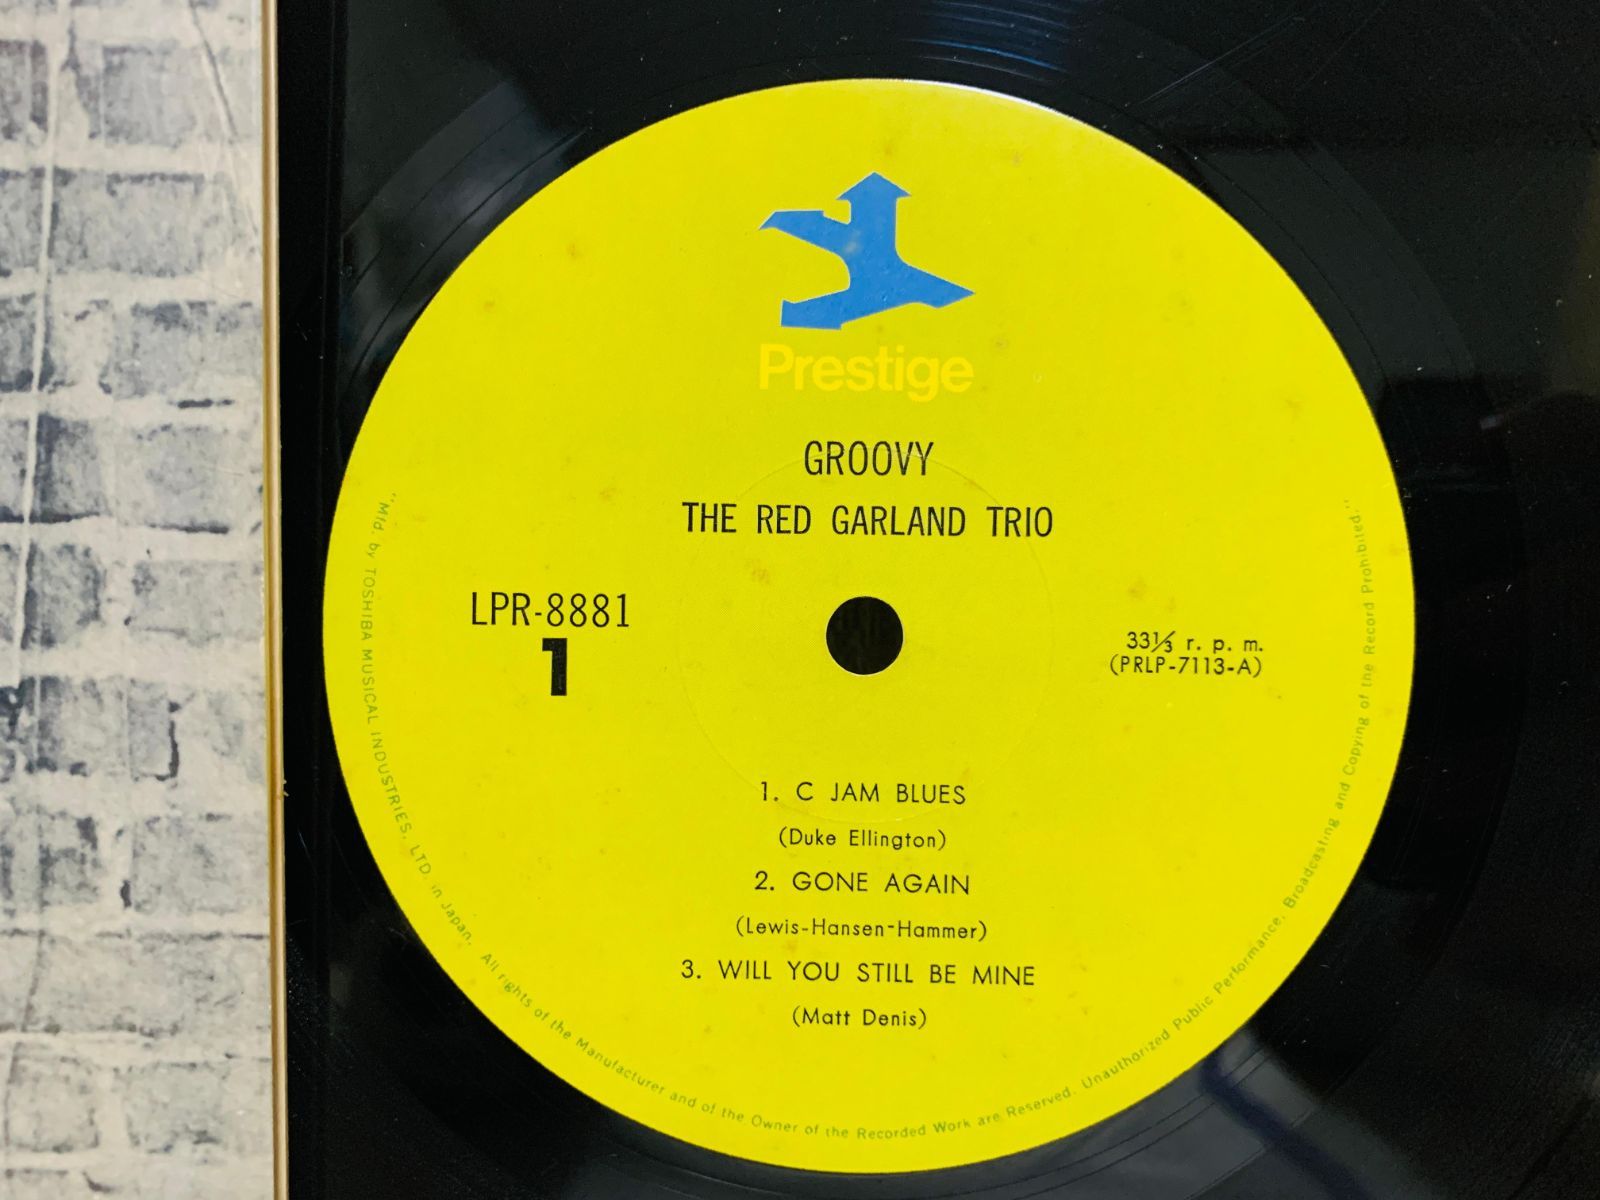 Prestige
GROOVY
THE RED GARLAND TRIO
LPR-8881
1
33⅓ r. p. m.
(PRLP-7113-A)
1. C JAM BLUES
(Duke Ellington)
2. GONE AGAIN
(Lewis-Hansen-Hammer)
3. WILL YOU STILL BE MINE
(Matt Denis)
"Mfd. by TOSHIBA MUSICAL INDUSTRIES, LTD. in Japan. All rights of the Manufacturer and of the Owner of the Recorded Work are Reserved. Unauthorized Public Performance, Broadcasting and Copying of the Record Prohibited."